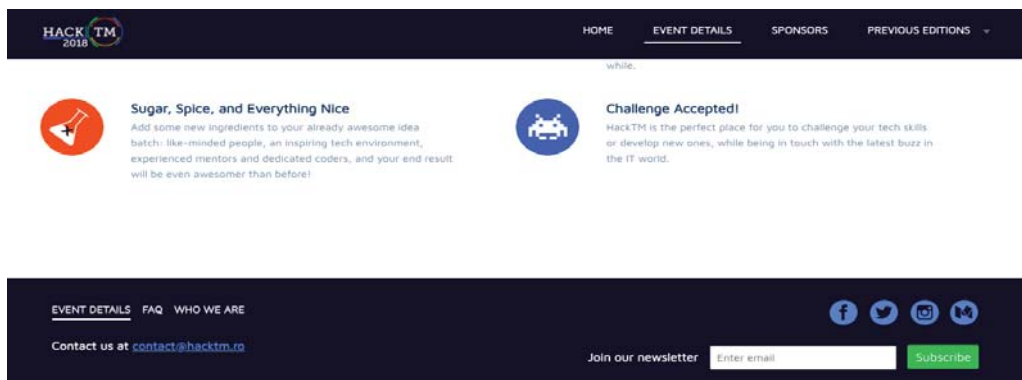 HACK TM
2018
HOME EVENT DETAILS SPONSORS PREVIOUS EDITIONS
while.
Sugar, Spice, and Everything Nice
Add some new ingredients to your already awesome idea
batch: like-minded people, an inspiring tech environment,
experienced mentors and dedicated coders, and your end result
will be even awesomer than before!
Challenge Accepted!
HackTM is the perfect place for you to challenge your tech skills
or develop new ones, while being in touch with the latest buzz in
the IT world.
EVENT DETAILS FAQ WHO WE ARE
Contact us at contact@hacktm.ro
Join our newsletter Enter email Subscribe